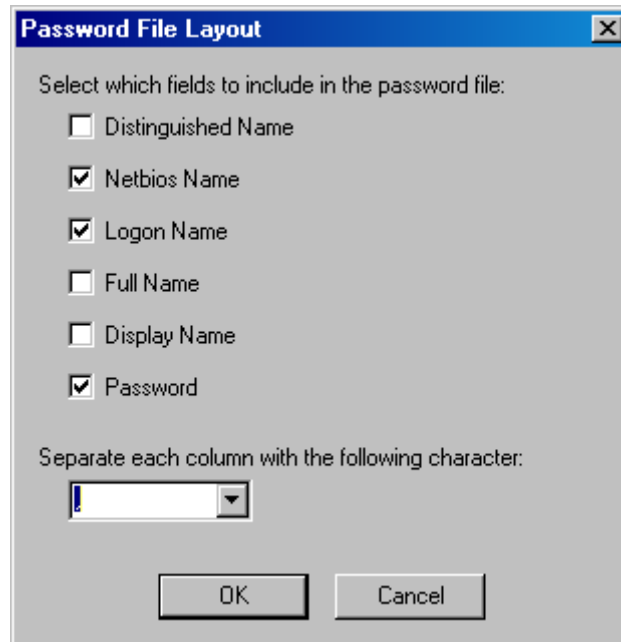 Password File Layout
Select which fields to include in the password file:
Distinguished Name
Netbios Name
Logon Name
Full Name
Display Name
Password
Separate each column with the following character:
,
OK Cancel